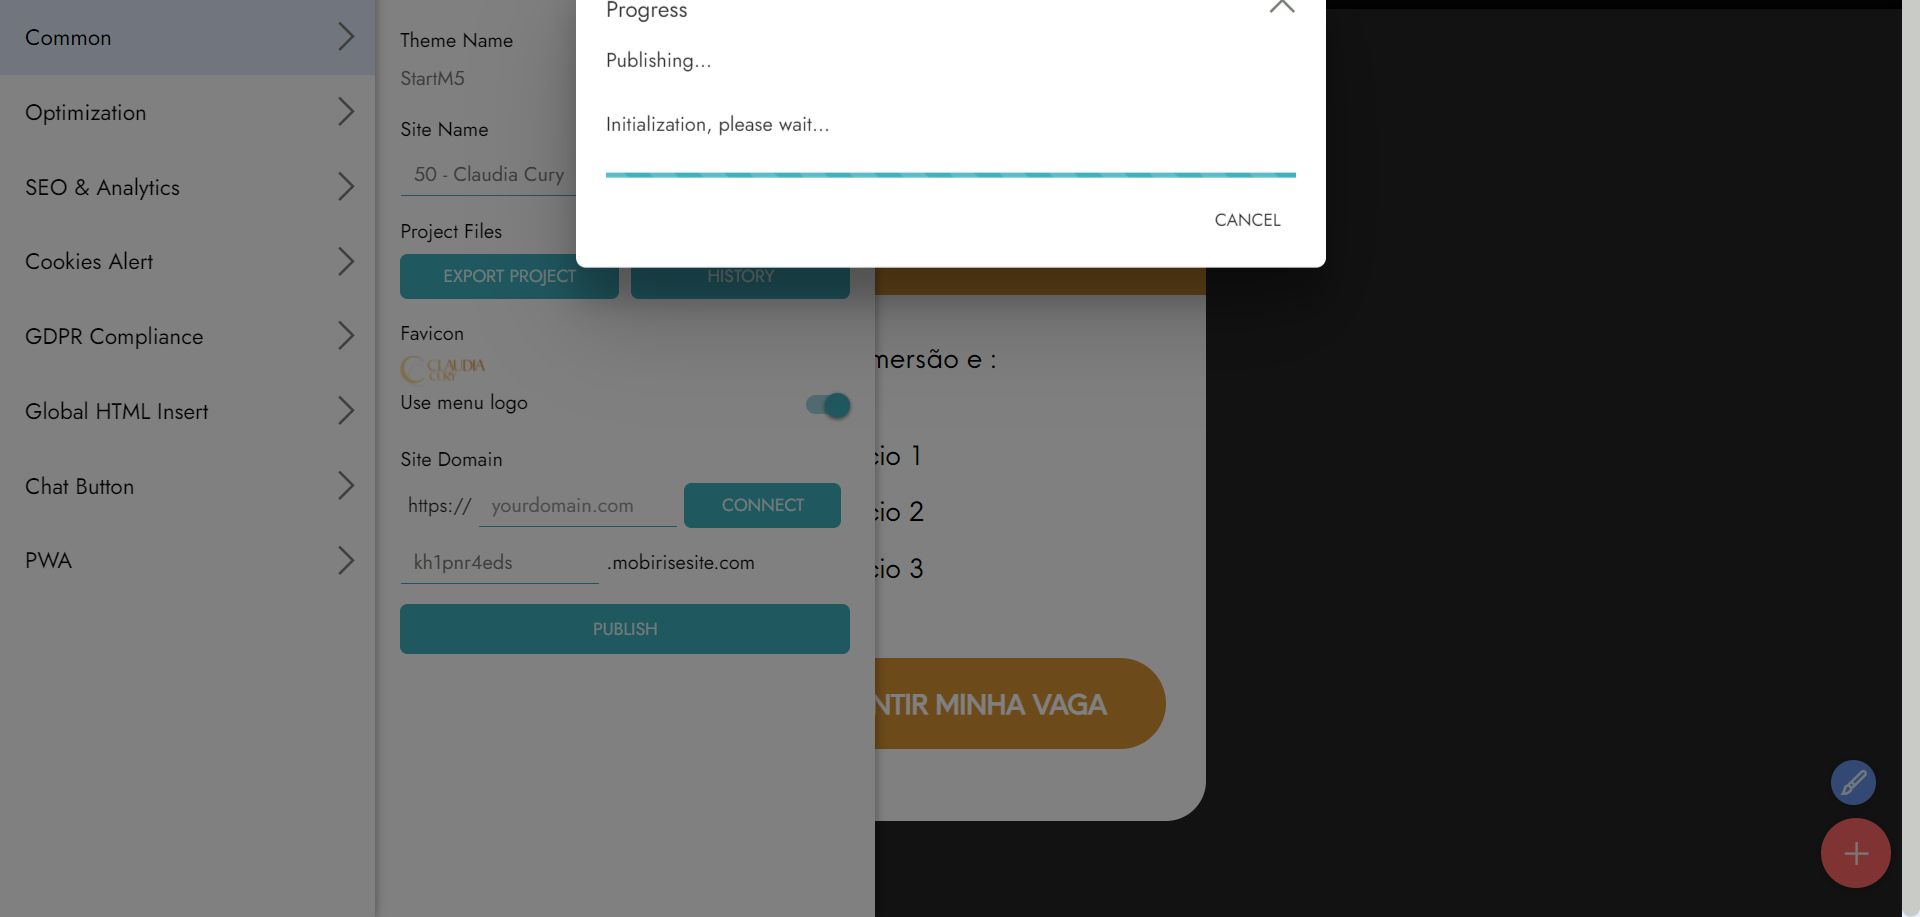 Common
Optimization
SEO & Analytics
Cookies Alert
GDPR Compliance
Global HTML Insert
Chat Button
PWA
Theme Name
StartM5
Site Name
50 - Claudia Cury
Project Files
EXPORT PROJECT
HISTORY
Favicon
CLAUDIA
CURY
Use menu logo
Site Domain
https://
yourdomain.com
CONNECT
kh1pnr4eds
.mobirisesite.com
PUBLISH
Progress
Publishing...
Initialization, please wait...
CANCEL
mersão e :
cio 1
cio 2
cio 3
NTIR MINHA VAGA